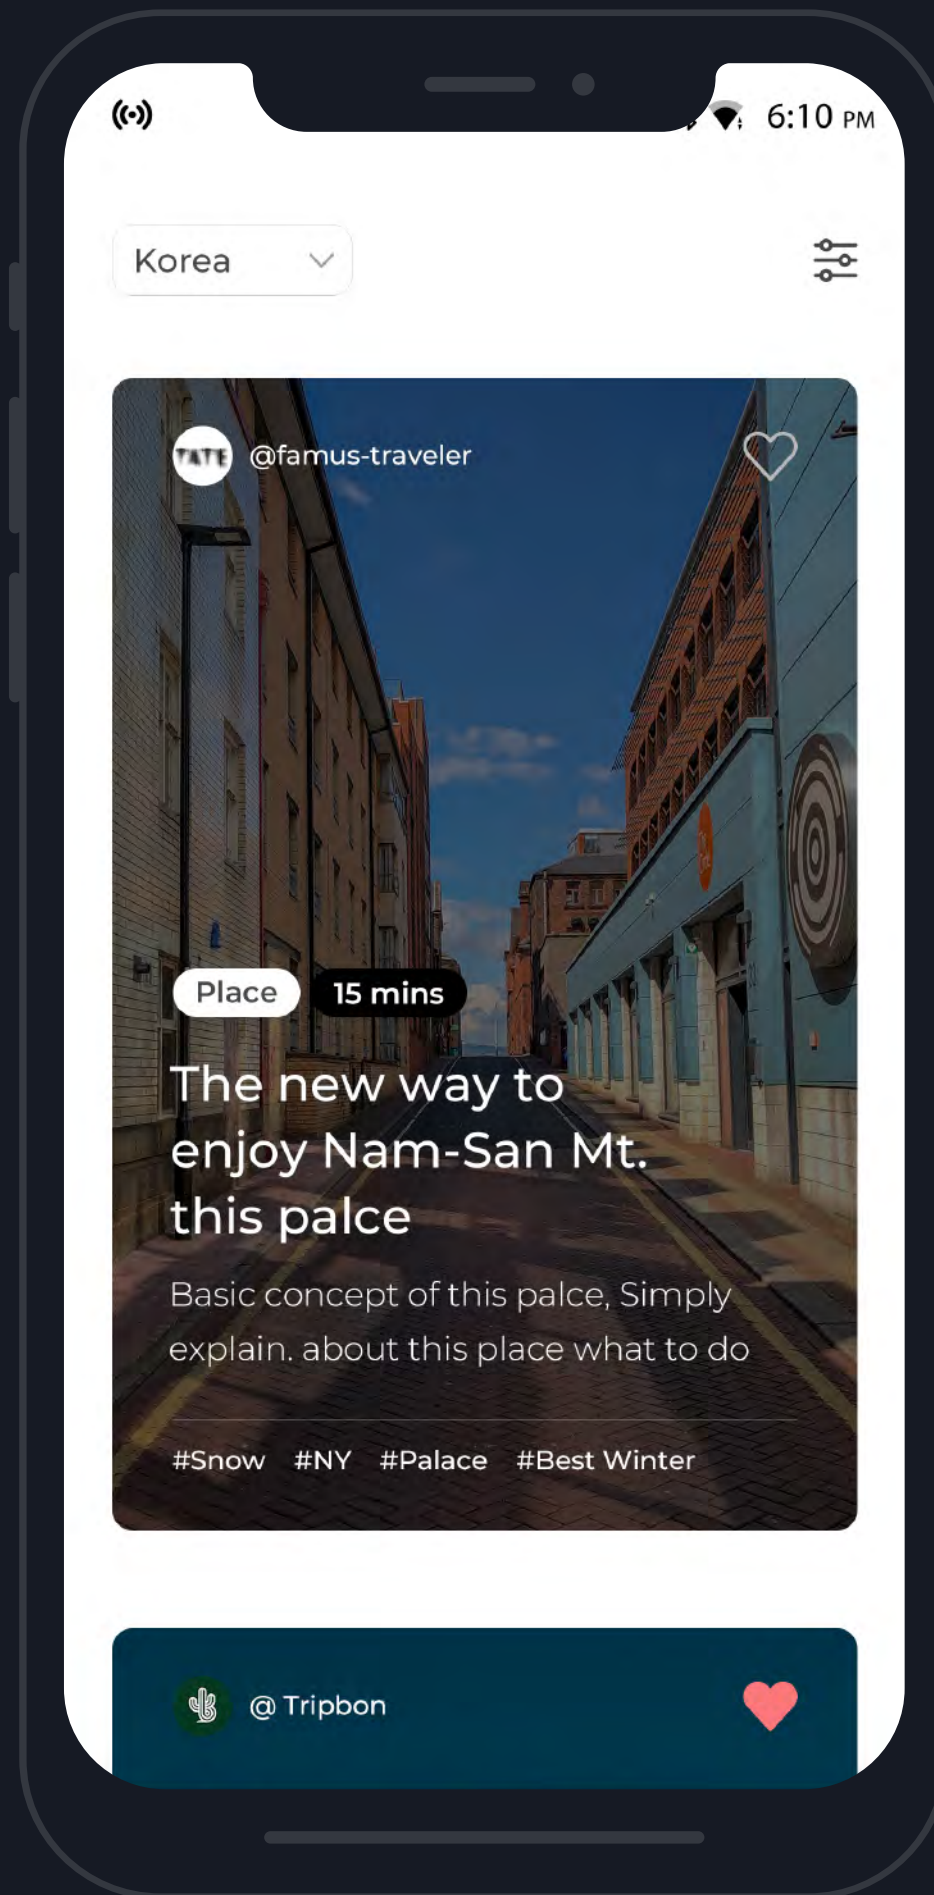 6:10 PM
Korea
TATE
@famus-traveler
Place
15 mins
The new way to
enjoy Nam-San Mt.
this palce
Basic concept of this palce, Simply
explain. about this place what to do
#Snow #NY #Palace #Best Winter
@ Tripbon